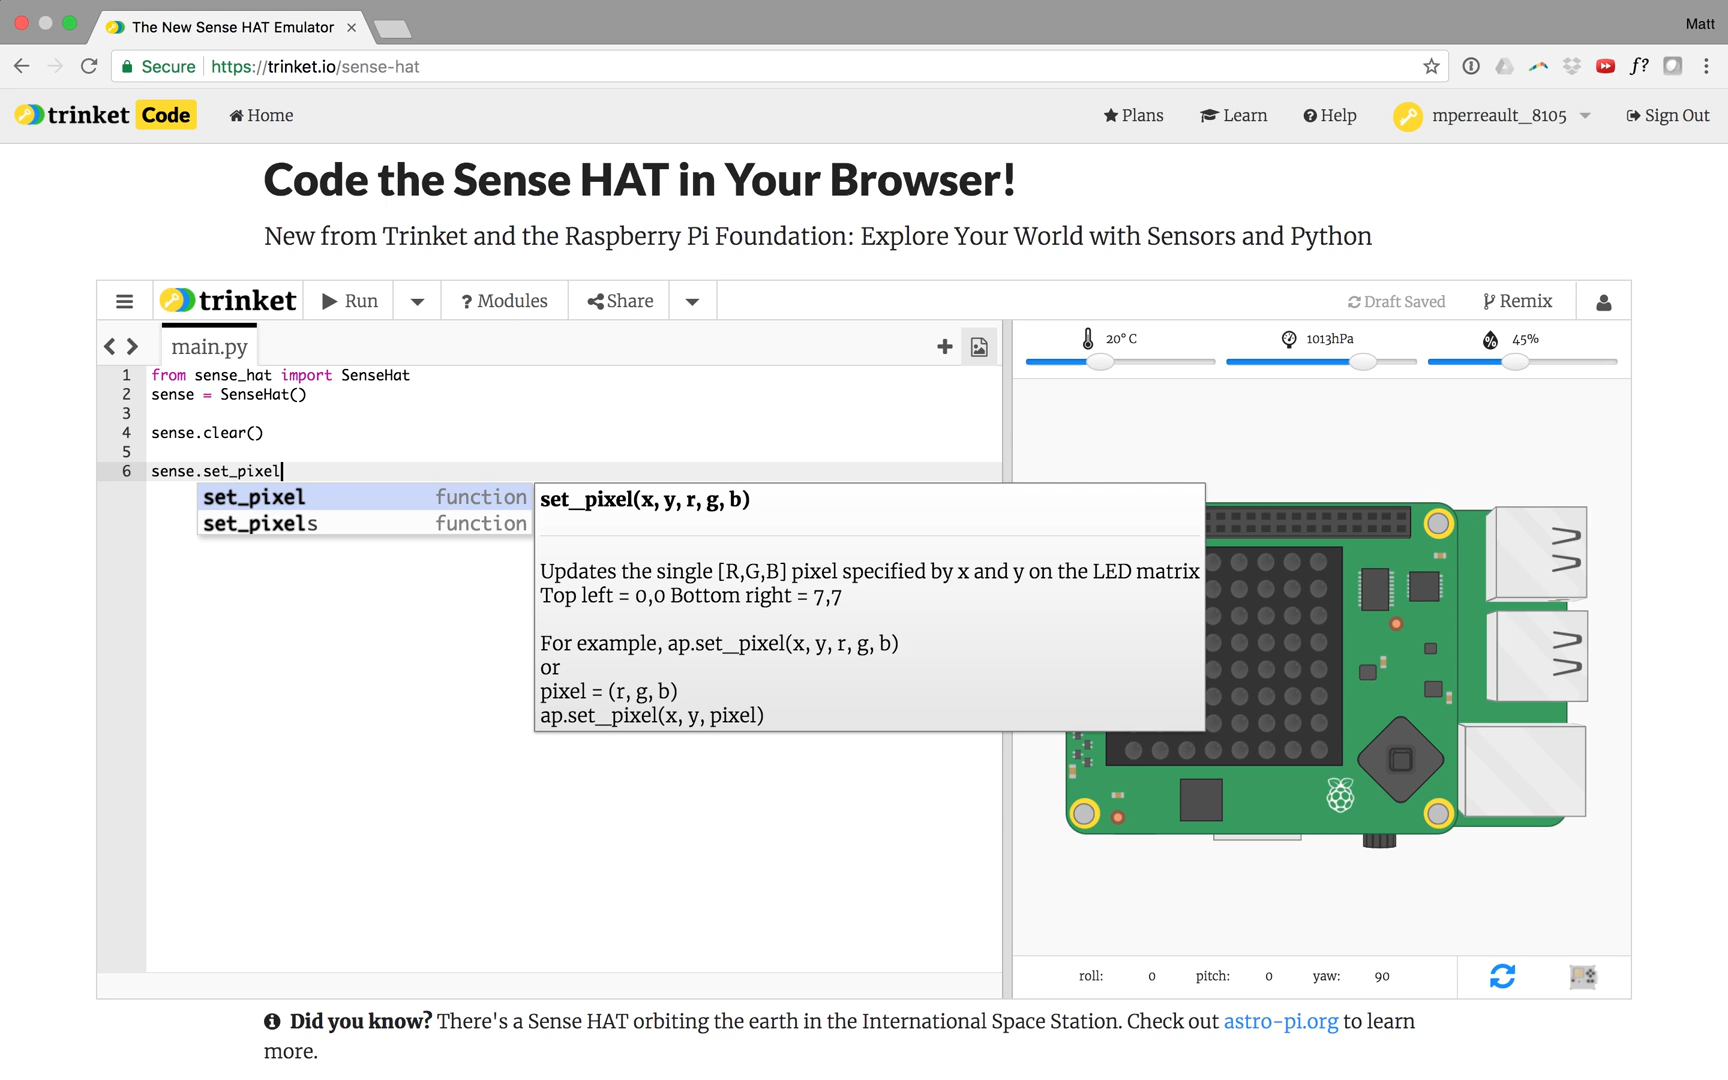 The New Sense HAT Emulator
Matt
Secure https://trinket.io/sense-hat
f?
trinket Code Home Plans Learn Help mperreault_8105 Sign Out
Code the Sense HAT in Your Browser!
New from Trinket and the Raspberry Pi Foundation: Explore Your World with Sensors and Python
trinket Run ? Modules Share Draft Saved Remix
main.py
20° C 1013hPa 45%
1 from sense_hat import SenseHat
2 sense = SenseHat()
3
4 sense.clear()
5
6 sense.set_pixel
set_pixel function
set_pixels function
set_pixel(x, y, r, g, b)
Updates the single [R,G,B] pixel specified by x and y on the LED matrix
Top left = 0,0 Bottom right = 7,7
For example, ap.set_pixel(x, y, r, g, b)
or
pixel = (r, g, b)
ap.set_pixel(x, y, pixel)
roll: 0 pitch: 0 yaw: 90
Did you know? There's a Sense HAT orbiting the earth in the International Space Station. Check out astro-pi.org to learn
more.